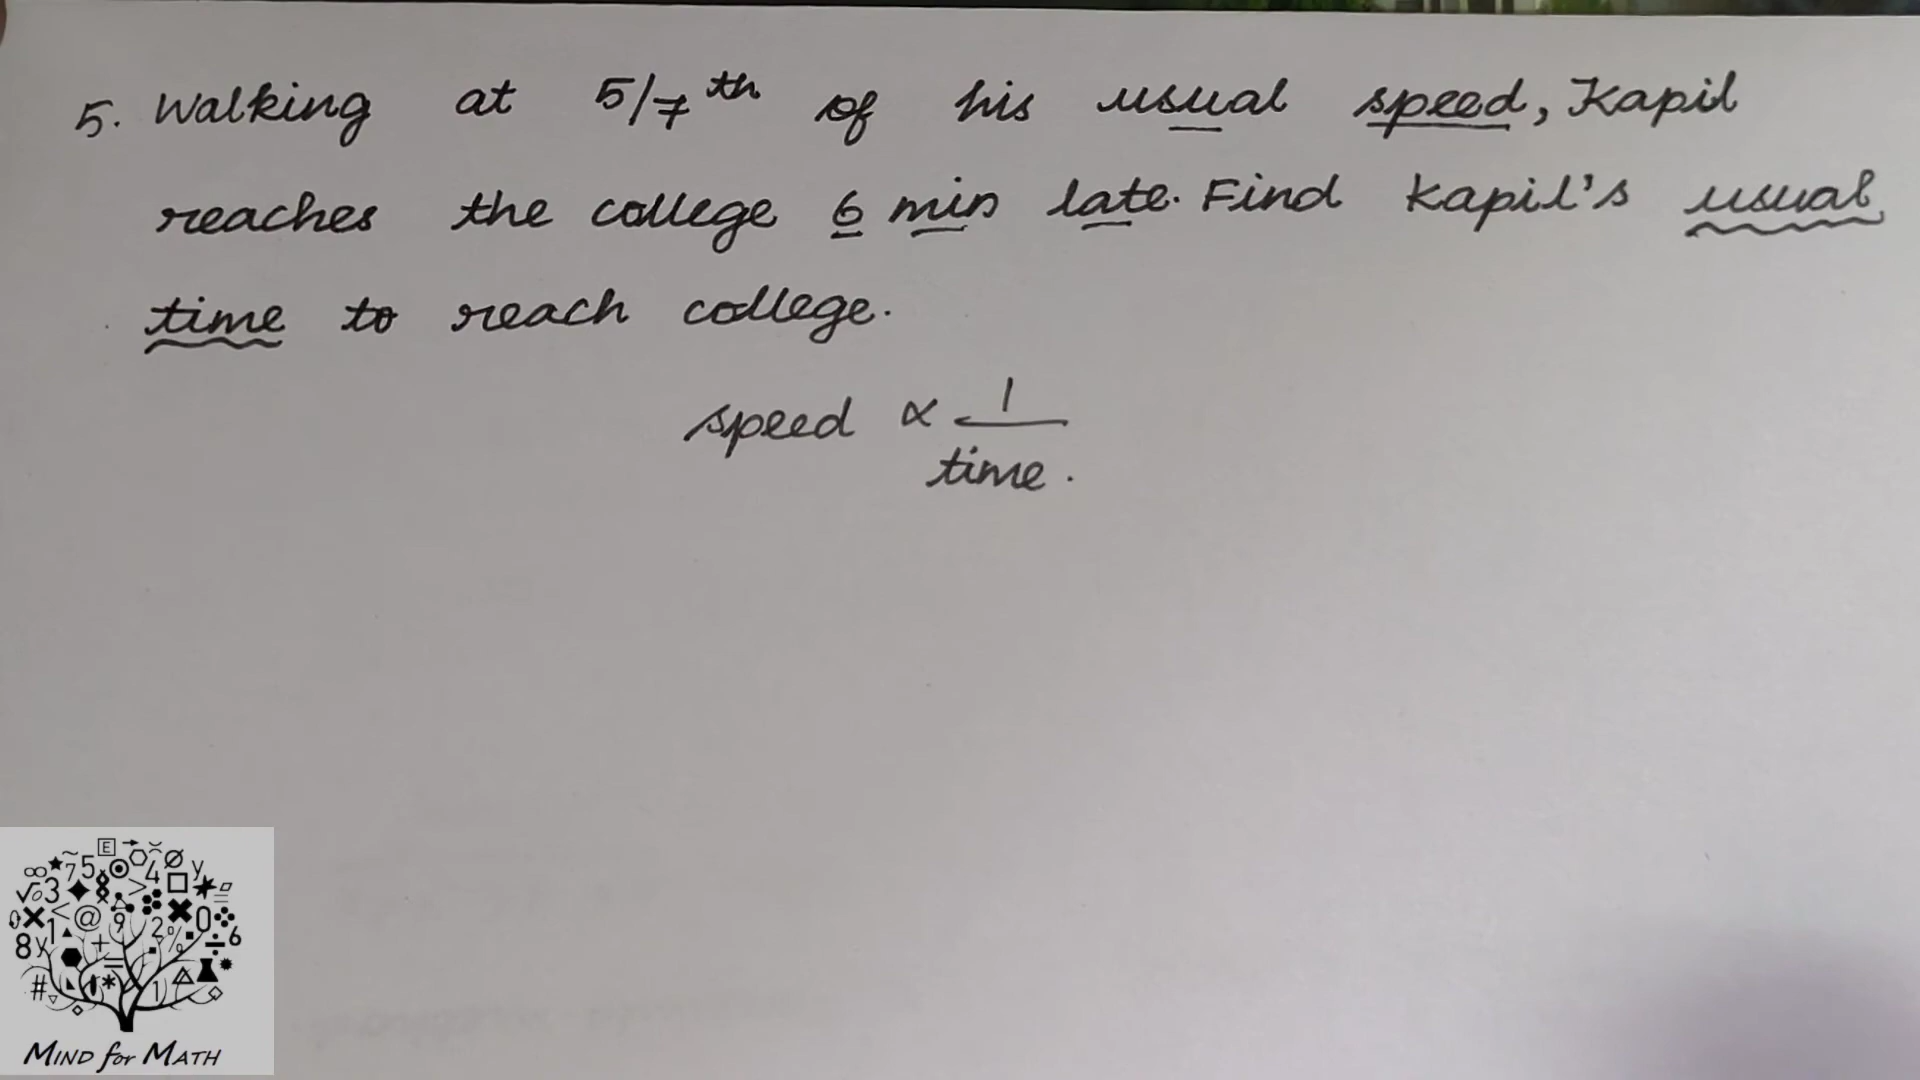 5. Walking at 5/7th of his usual speed, Kapil
reaches the college 6 min late. Find Kapil's usual
time to reach college.
speed ∝ 1
time.
MIND for MATH